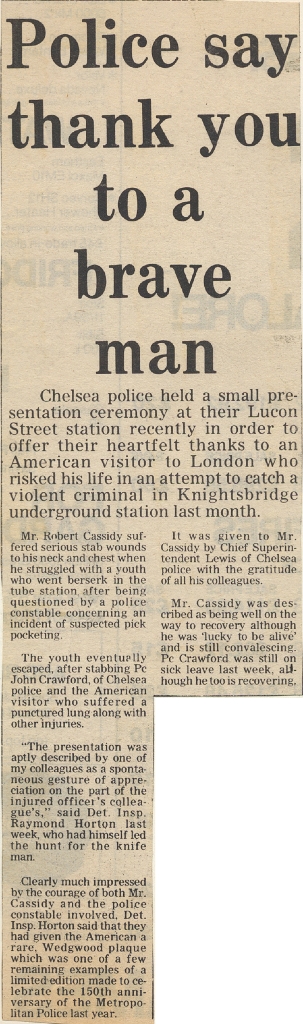 Police say
thank you
to a
brave
man
Chelsea police held a small pre-
sentation ceremony at their Lucon
Street station recently in order to
offer their heartfelt thanks to an
American visitor to London who
risked his life in an attempt to catch a
violent criminal in Knightsbridge
underground station last month.
Mr. Robert Cassidy suf-
fered serious stab wounds
to his neck and chest when
he struggled with a youth
who went berserk in the
tube station after being
questioned by a police
constable concerning an
incident of suspected pick
pocketing.
The youth eventually
escaped, after stabbing Pc
John Crawford, of Chelsea
police and the American
visitor who suffered a
punctured lung along with
other injuries.
"The presentation was
aptly described by one of
my colleagues as a sponta-
neous gesture of appre-
ciation on the part of the
injured officer's collea-
gue's," said Det. Insp.
Raymond Horton last
week, who had himself led
the hunt for the knife
man.
Clearly much impressed
by the courage of both Mr.
Cassidy and the police
constable involved, Det.
Insp. Horton said that they
had given the American a
rare, Wedgwood plaque
which was one of a few
remaining examples of a
limited edition made to ce-
lebrate the 150th anni-
versary of the Metropoli-
tan Police last year.
It was given to Mr.
Cassidy by Chief Superin-
tendent Lewis of Chelsea
police with the gratitude
of all his colleagues.
Mr. Cassidy was des-
cribed as being well on the
way to recovery although
he was 'lucky to be alive'
and is still convalescing.
Pc Crawford was still on
sick leave last week, alt-
hough he too is recovering.